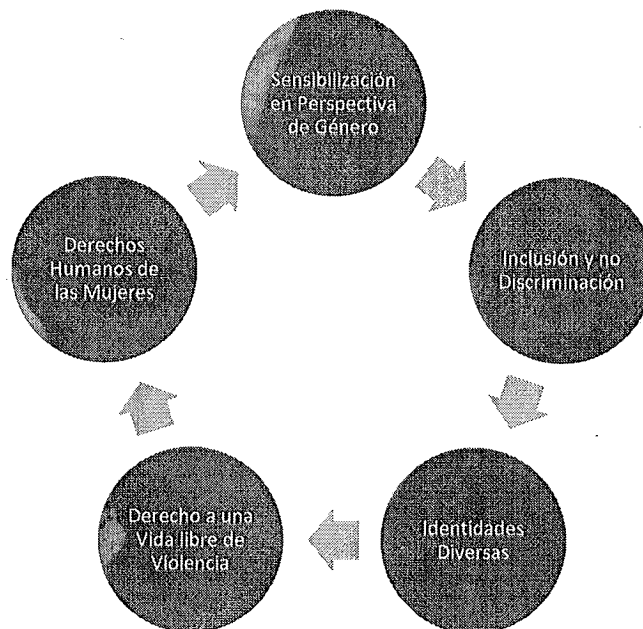 Sensibilización
en Perspectiva
de Género
Inclusión y no
Discriminación
Identidades
Diversas
Derecho a una
Vida libre de
Violencia
Derechos
Humanos de
las Mujeres